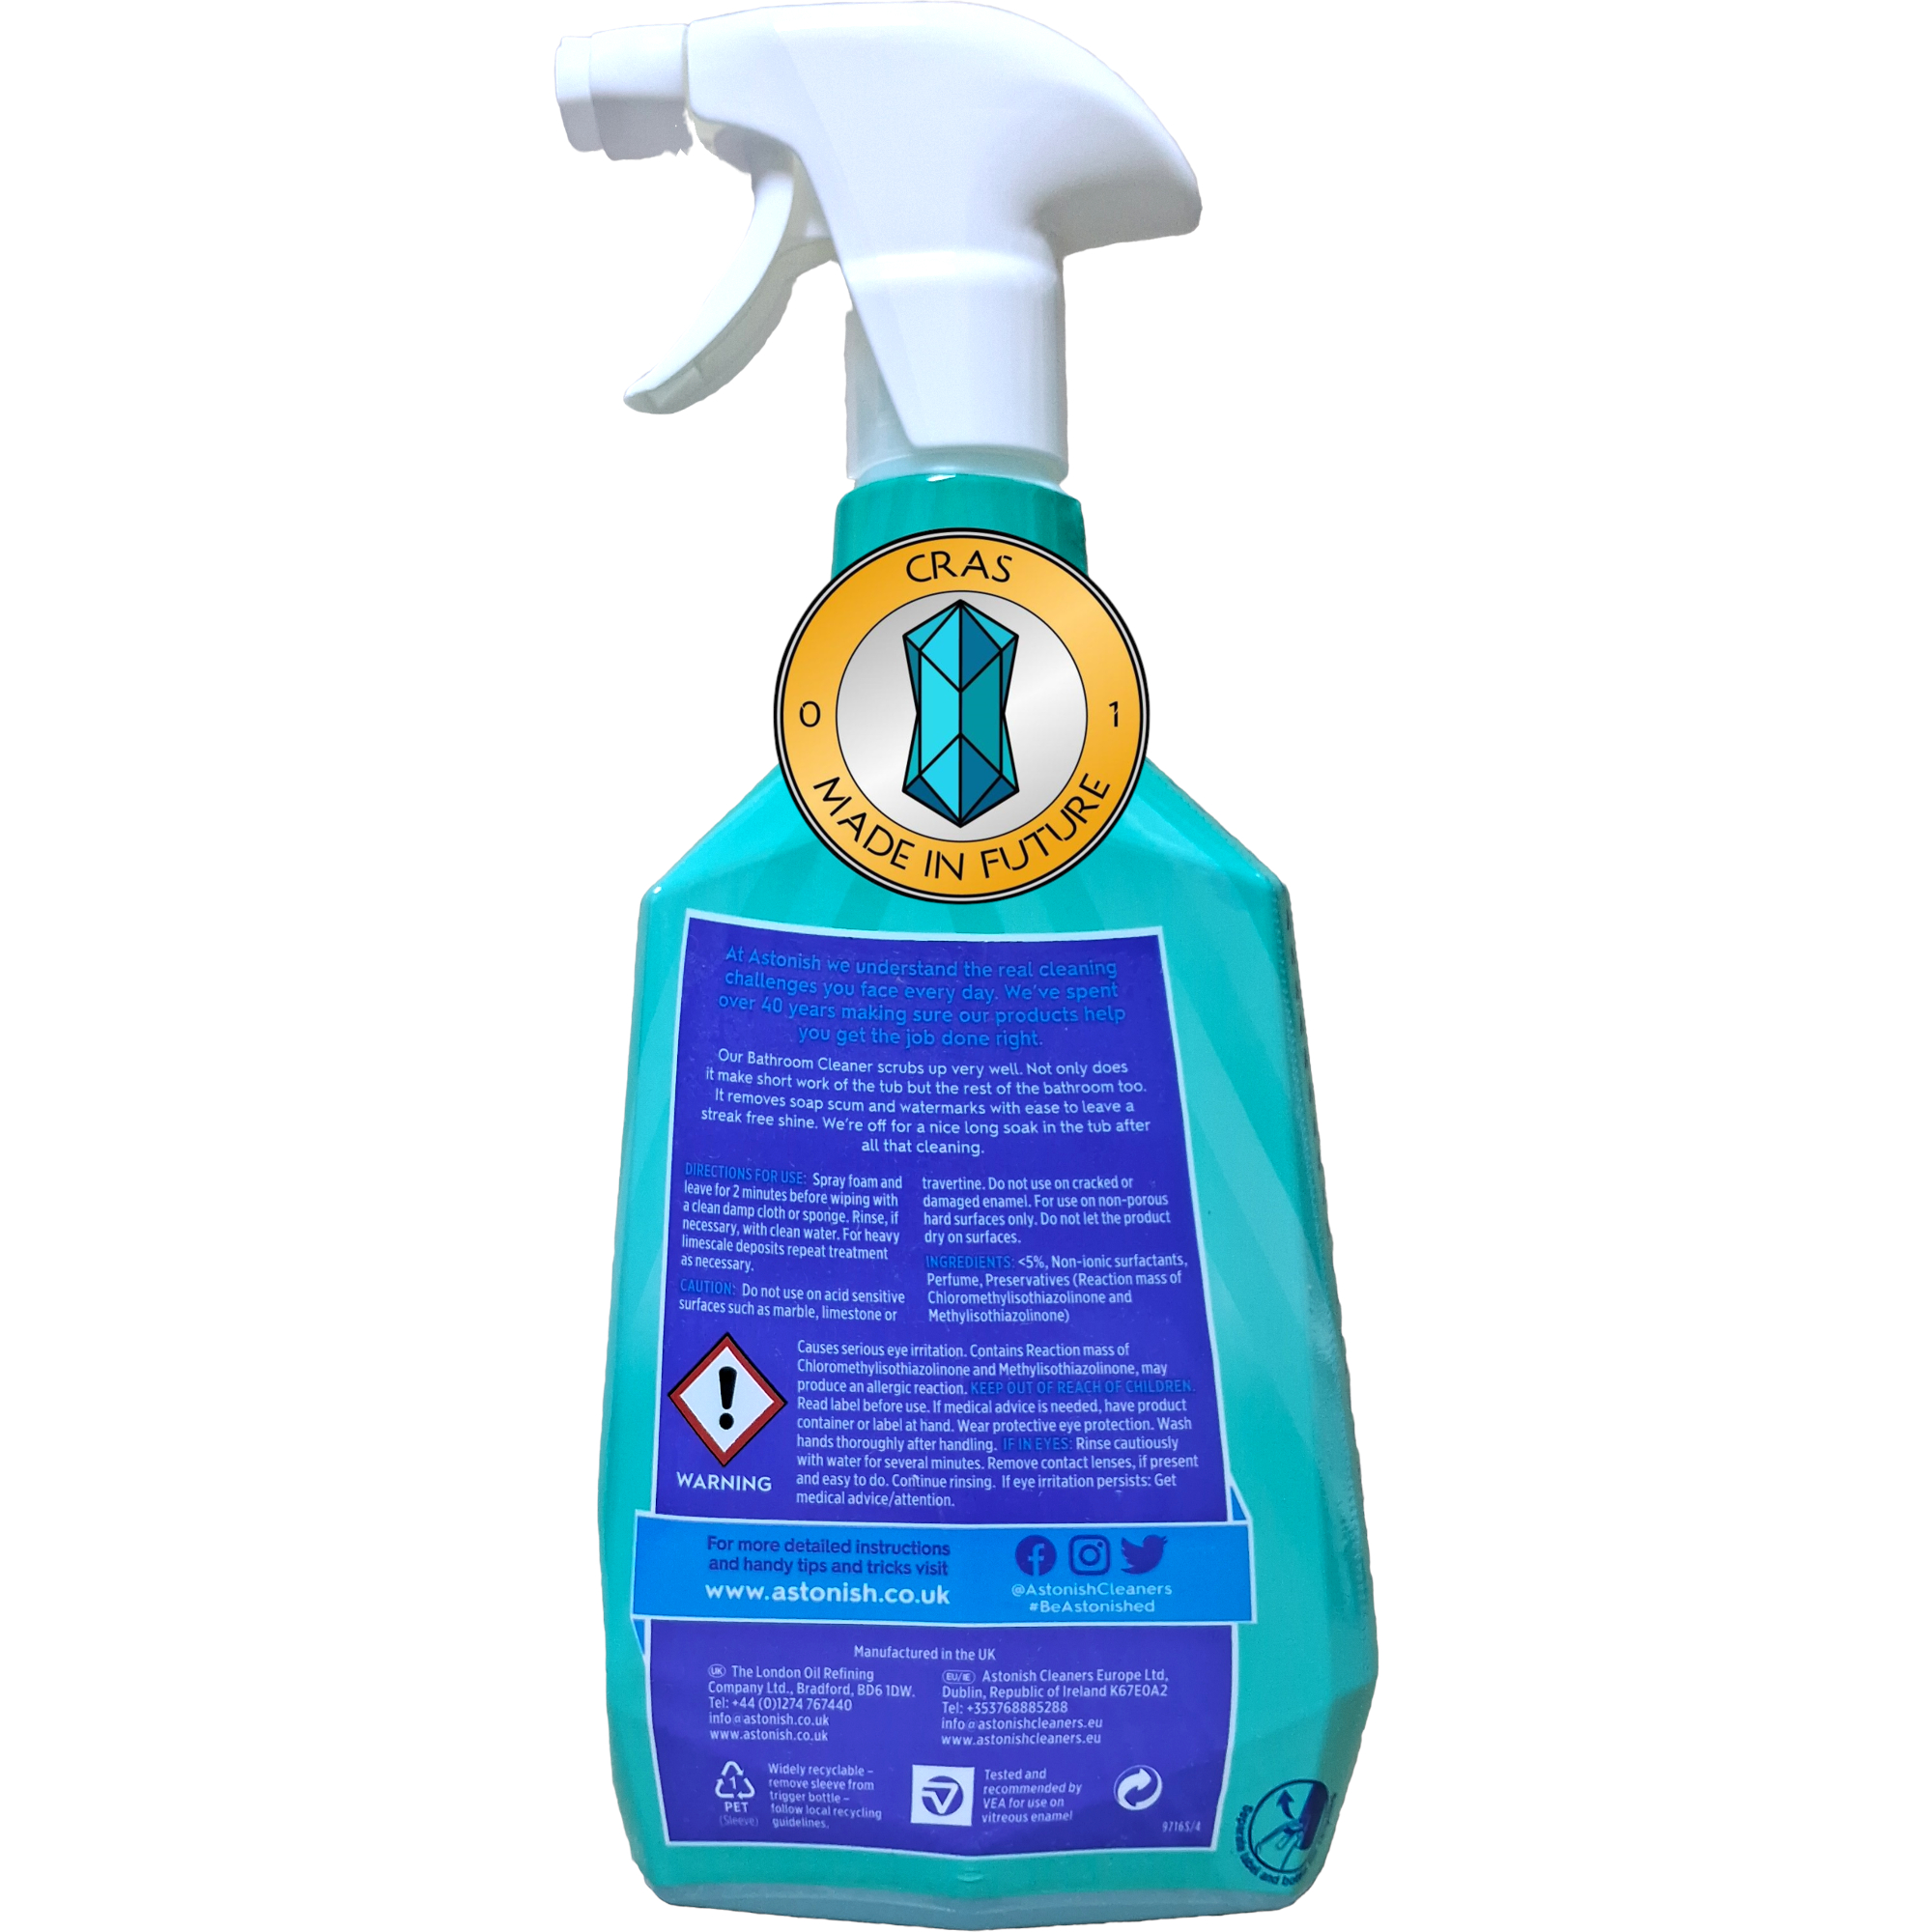 CRAS
0 1
MADE IN FUTURE
At Astonish we understand the real cleaning
challenges you face every day. We've spent
over 40 years making sure our products help
you get the job done right.
Our Bathroom Cleaner scrubs up very well. Not only does
it make short work of the tub but the rest of the bathroom too.
It removes soap scum and watermarks with ease to leave a
streak free shine. We're off for a nice long soak in the tub after
all that cleaning.
DIRECTIONS FOR USE: Spray foam and
leave for 2 minutes before wiping with
a clean damp cloth or sponge. Rinse, if
necessary, with clean water. For heavy
limescale deposits repeat treatment
as necessary.
CAUTION: Do not use on acid sensitive
surfaces such as marble, limestone or
travertine. Do not use on cracked or
damaged enamel. For use on non-porous
hard surfaces only. Do not let the product
dry on surfaces.
INGREDIENTS: <5%, Non-ionic surfactants,
Perfume, Preservatives (Reaction mass of
Chloromethylisothiazolinone and
Methylisothiazolinone)
WARNING
Causes serious eye irritation. Contains Reaction mass of
Chloromethylisothiazolinone and Methylisothiazolinone, may
produce an allergic reaction. KEEP OUT OF REACH OF CHILDREN.
Read label before use. If medical advice is needed, have product
container or label at hand. Wear protective eye protection. Wash
hands thoroughly after handling. IF IN EYES: Rinse cautiously
with water for several minutes. Remove contact lenses, if present
and easy to do. Continue rinsing. If eye irritation persists: Get
medical advice/attention.
For more detailed instructions
and handy tips and tricks visit
www.astonish.co.uk
@AstonishCleaners
#BeAstonished
Manufactured in the UK
UK The London Oil Refining
Company Ltd., Bradford, BD6 1DW.
Tel: +44 (0)1274 767440
info@astonish.co.uk
www.astonish.co.uk
EU/IE Astonish Cleaners Europe Ltd,
Dublin, Republic of Ireland K67E0A2
Tel: +353768885288
info@astonishcleaners.eu
www.astonishcleaners.eu
1
PET
(Sleeve)
Widely recyclable –
remove sleeve from
trigger bottle –
follow local recycling
guidelines.
Tested and
recommended by
VEA for use on
vitreous enamel
9716S/4
Separate label and